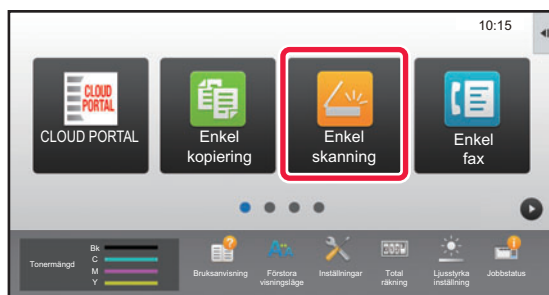 10:15
CLOUD
PORTAL
CLOUD PORTAL
Enkel
kopiering
Enkel
skanning
Enkel
fax
Tonermängd
Bk
C
M
Y
Bruksanvisning
Förstora
visningsläge
Inställningar
Total
räkning
Ljusstyrka
inställning
Jobbstatus